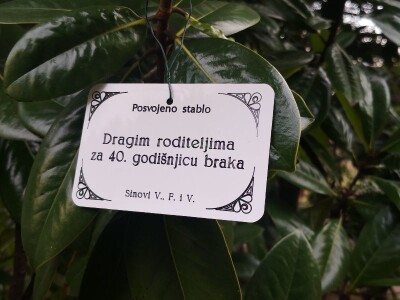 Posvojeno stablo
Dragim roditeljima
za 40. godišnjicu braka
Sinovi V., F. i V.